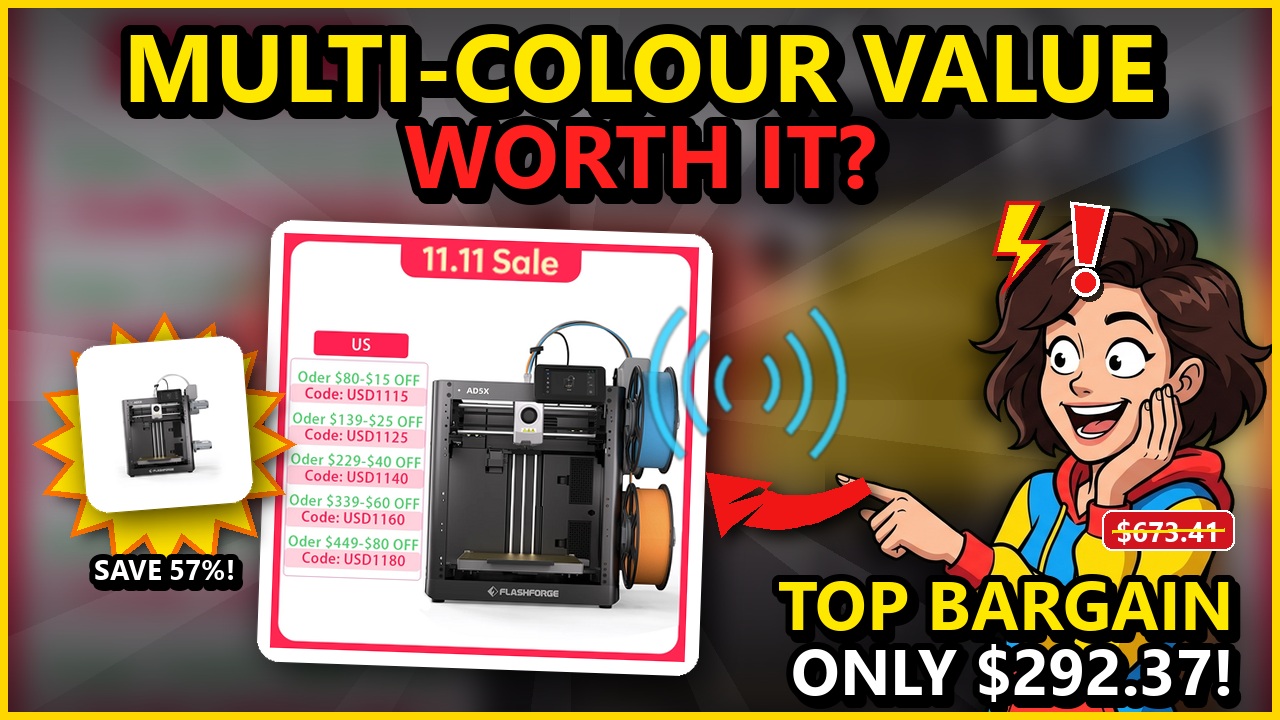 MULTI-COLOUR VALUE
WORTH IT?
11.11 Sale
US
Oder $80-$15 OFF
Code: USD1115
Oder $139-$25 OFF
Code: USD1125
Oder $229-$40 OFF
Code: USD1140
Oder $339-$60 OFF
Code: USD1160
Oder $449-$80 OFF
Code: USD1180
AD5X
FLASHFORGE
FLASHFORGE
SAVE 57%!
$673.41
TOP BARGAIN
ONLY $292.37!